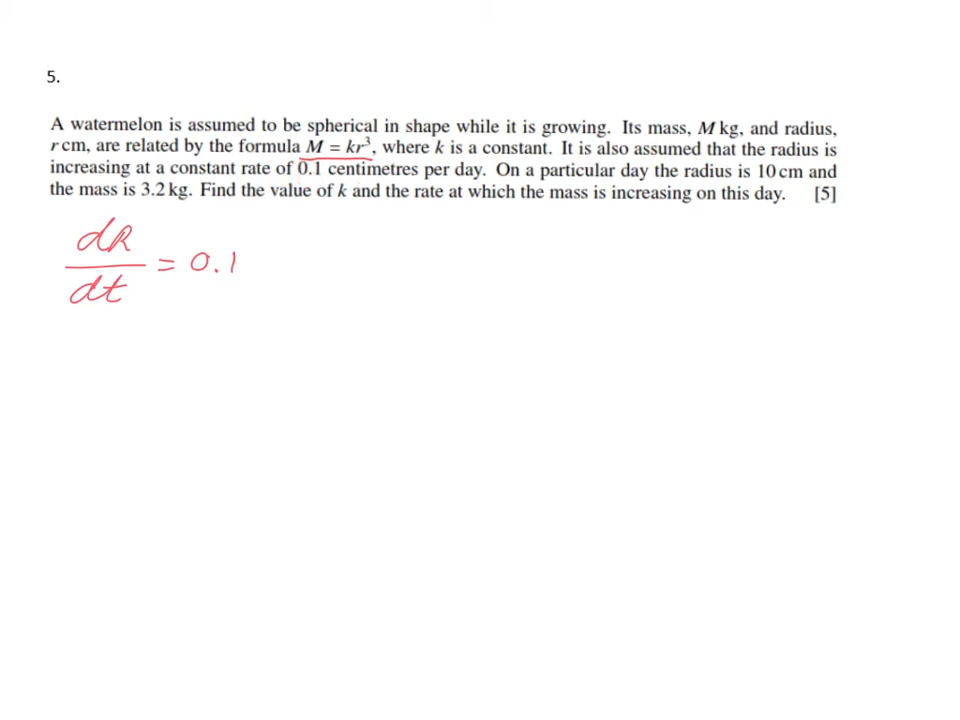 5.
A watermelon is assumed to be spherical in shape while it is growing. Its mass, M kg, and radius,
r cm, are related by the formula M = kr³, where k is a constant. It is also assumed that the radius is
increasing at a constant rate of 0.1 centimetres per day. On a particular day the radius is 10 cm and
the mass is 3.2 kg. Find the value of k and the rate at which the mass is increasing on this day. [5]
dR
dt
= 0.1